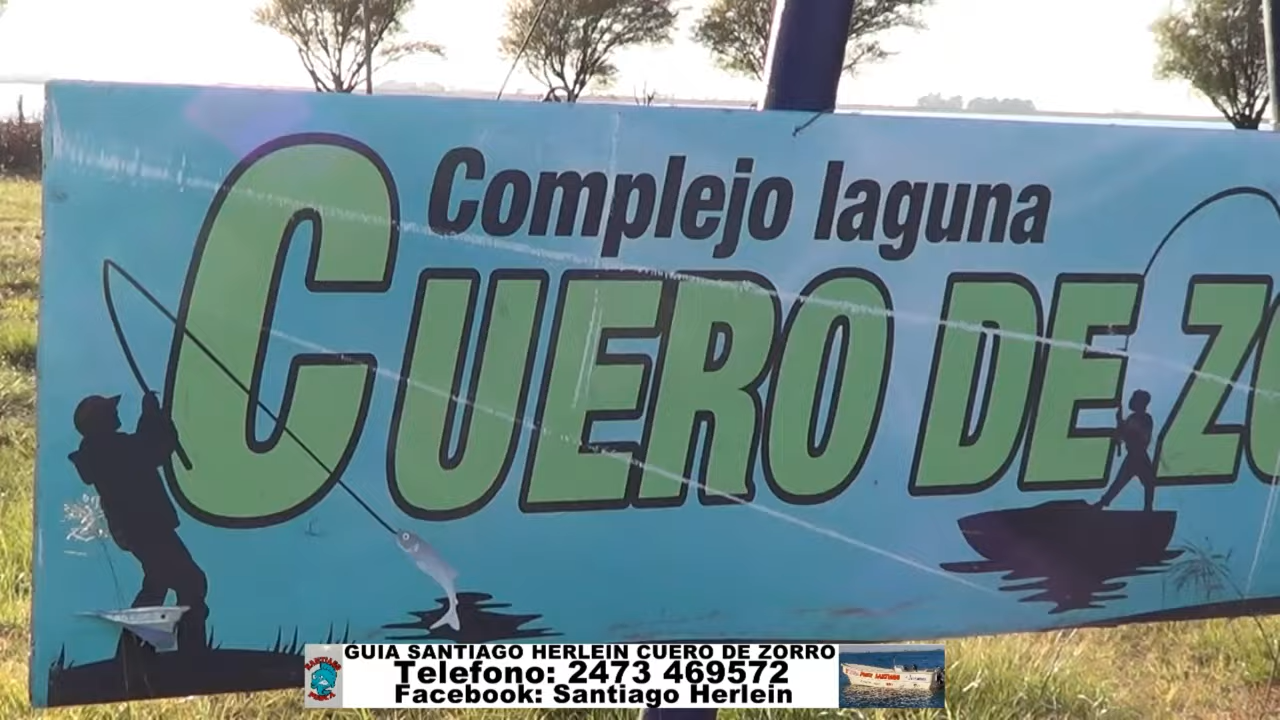 Complejo laguna
CUERO DE ZO
GUIA SANTIAGO HERLEIN CUERO DE ZORRO
Telefono: 2473 469572
Facebook: Santiago Herlein